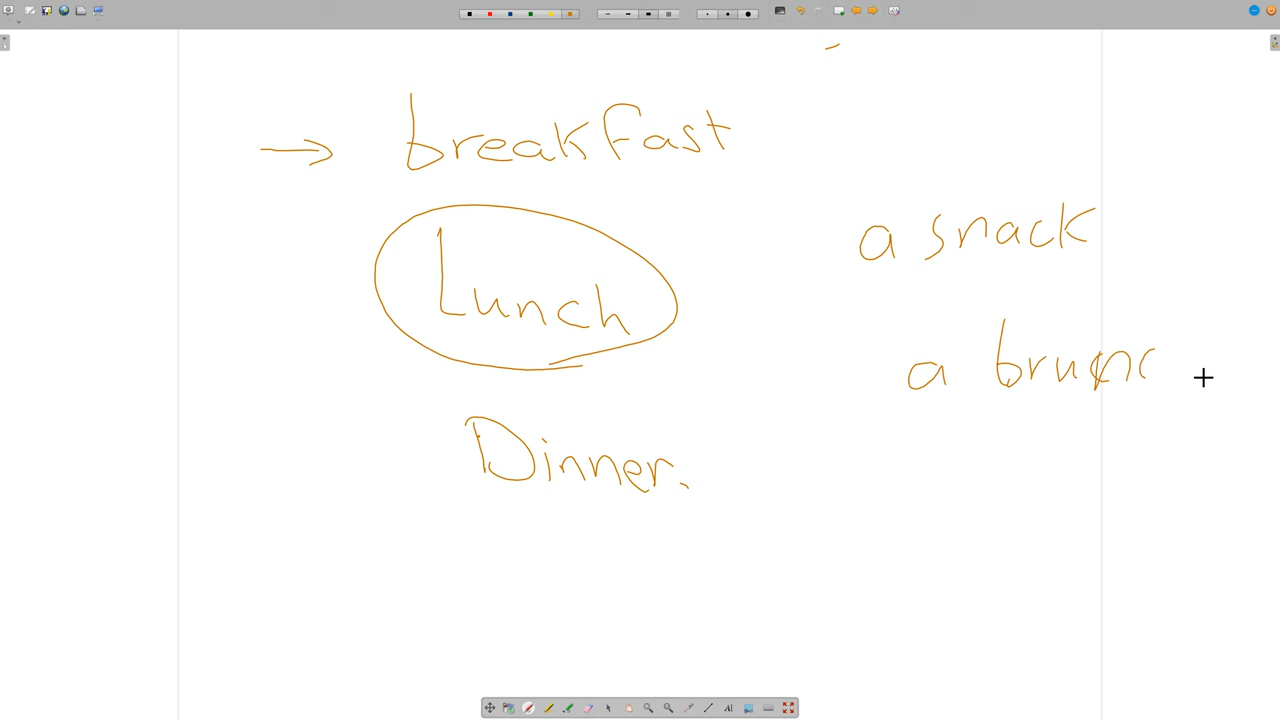 → breakfast
Lunch
Dinner.
a snack
a brunc